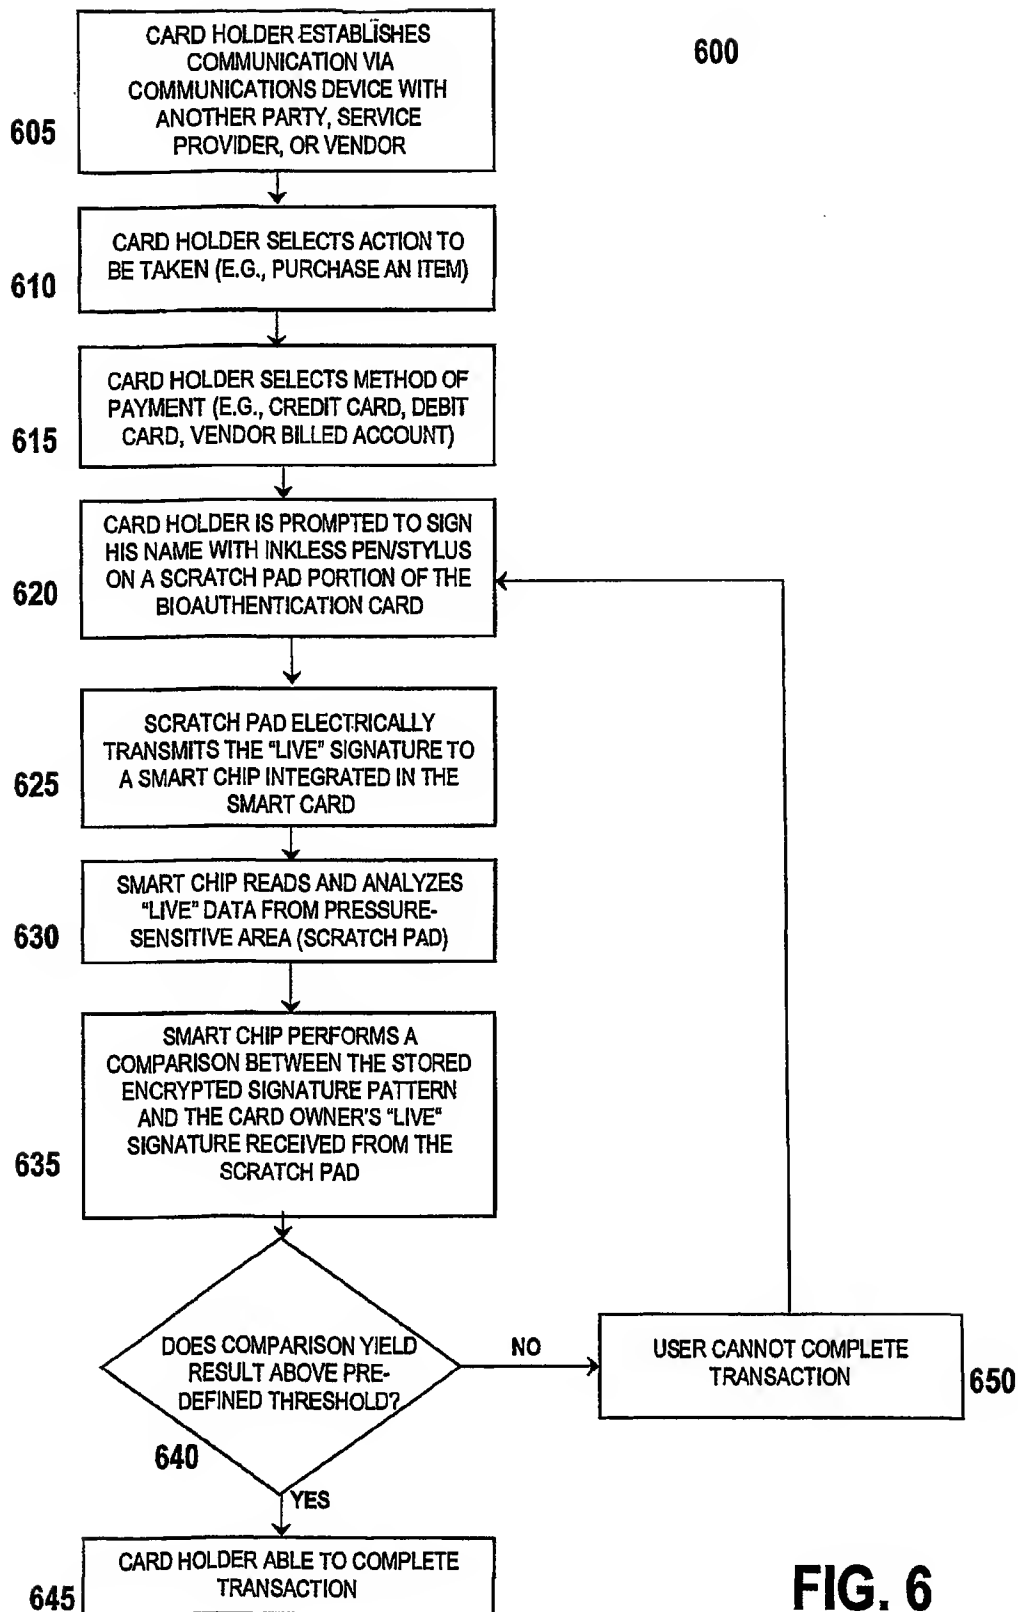 600
CARD HOLDER ESTABLISHES
COMMUNICATION VIA
COMMUNICATIONS DEVICE WITH
ANOTHER PARTY, SERVICE
PROVIDER, OR VENDOR
605
CARD HOLDER SELECTS ACTION TO
BE TAKEN (E.G., PURCHASE AN ITEM)
610
CARD HOLDER SELECTS METHOD OF
PAYMENT (E.G., CREDIT CARD, DEBIT
CARD, VENDOR BILLED ACCOUNT)
615
CARD HOLDER IS PROMPTED TO SIGN
HIS NAME WITH INKLESS PEN/STYLUS
ON A SCRATCH PAD PORTION OF THE
BIOAUTHENTICATION CARD
620
SCRATCH PAD ELECTRICALLY
TRANSMITS THE "LIVE" SIGNATURE TO
A SMART CHIP INTEGRATED IN THE
SMART CARD
625
SMART CHIP READS AND ANALYZES
"LIVE" DATA FROM PRESSURE-
SENSITIVE AREA (SCRATCH PAD)
630
SMART CHIP PERFORMS A
COMPARISON BETWEEN THE STORED
ENCRYPTED SIGNATURE PATTERN
AND THE CARD OWNER'S "LIVE"
SIGNATURE RECEIVED FROM THE
SCRATCH PAD
635
DOES COMPARISON YIELD
RESULT ABOVE PRE-
DEFINED THRESHOLD?
640
NO
USER CANNOT COMPLETE
TRANSACTION
650
YES
CARD HOLDER ABLE TO COMPLETE
TRANSACTION
645
FIG. 6